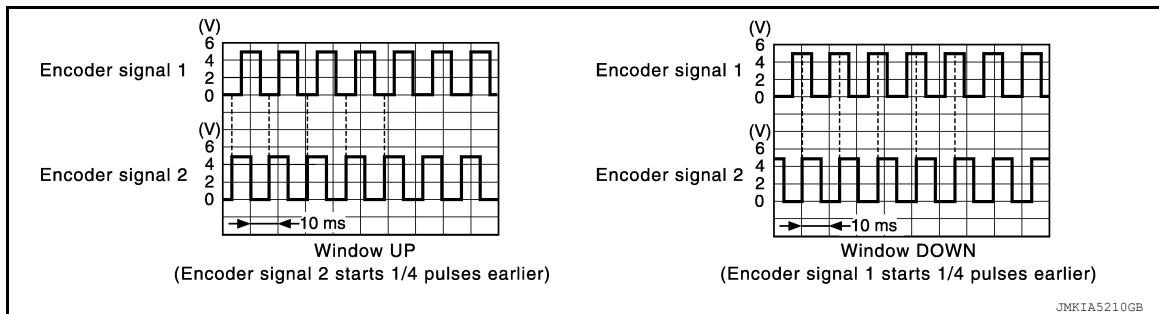 (V)
6
4
2
0
Encoder signal 1
(V)
6
4
2
0
Encoder signal 2
10 ms
Window UP
(Encoder signal 2 starts 1/4 pulses earlier)
(V)
6
4
2
0
Encoder signal 1
(V)
6
4
2
0
Encoder signal 2
10 ms
Window DOWN
(Encoder signal 1 starts 1/4 pulses earlier)
JMKIA5210GB